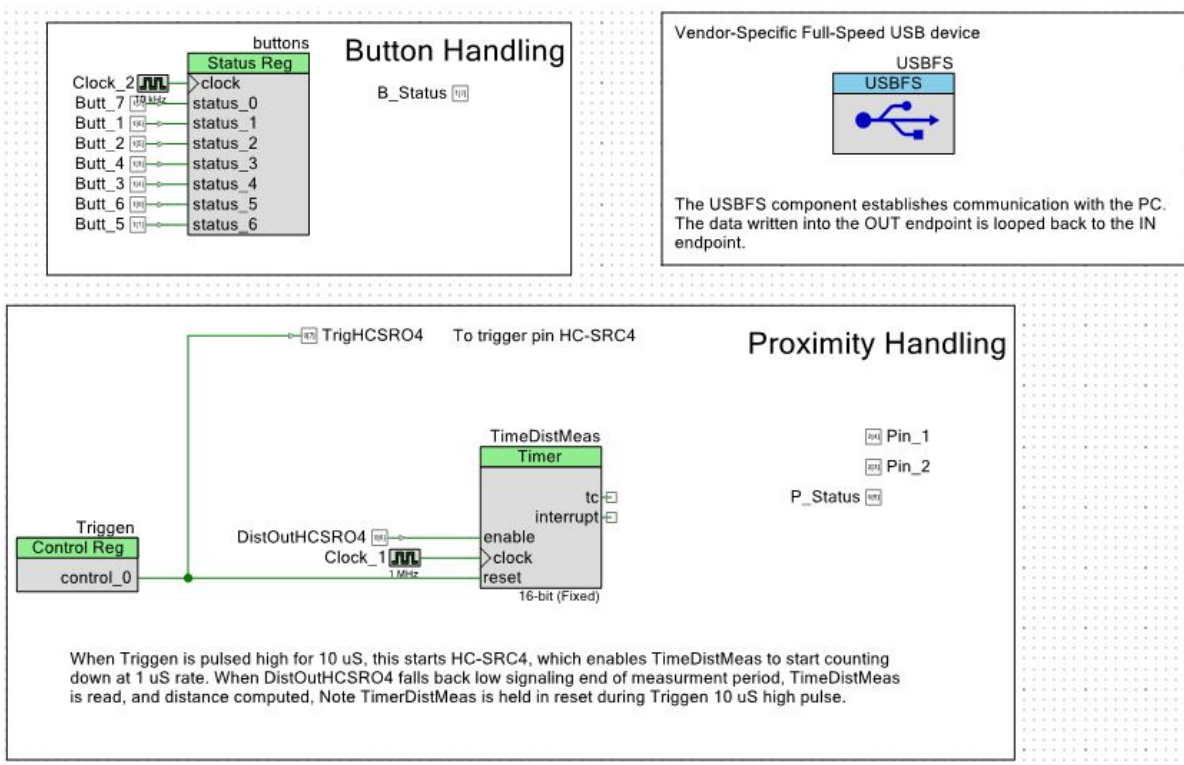 buttons
Button Handling
Status Reg
Clock_2
clock
Butt_7
status_0
Butt_1
status_1
Butt_2
status_2
Butt_4
status_3
Butt_3
status_4
Butt_6
status_5
Butt_5
status_6
B_Status
Vendor-Specific Full-Speed USB device
USBFS
USBFS
The USBFS component establishes communication with the PC.
The data written into the OUT endpoint is looped back to the IN
endpoint.
TrigHCSRO4
To trigger pin HC-SRC4
Proximity Handling
TimeDistMeas
Timer
tc
interrupt
DistOutHCSRO4
enable
Clock_1
clock
1 MHz
reset
16-bit (Fixed)
Pin_1
Pin_2
P_Status
Triggen
Control Reg
control_0
When Triggen is pulsed high for 10 uS, this starts HC-SRC4, which enables TimeDistMeas to start counting
down at 1 uS rate. When DistOutHCSRO4 falls back low signaling end of measurment period, TimeDistMeas
is read, and distance computed, Note TimerDistMeas is held in reset during Triggen 10 uS high pulse.